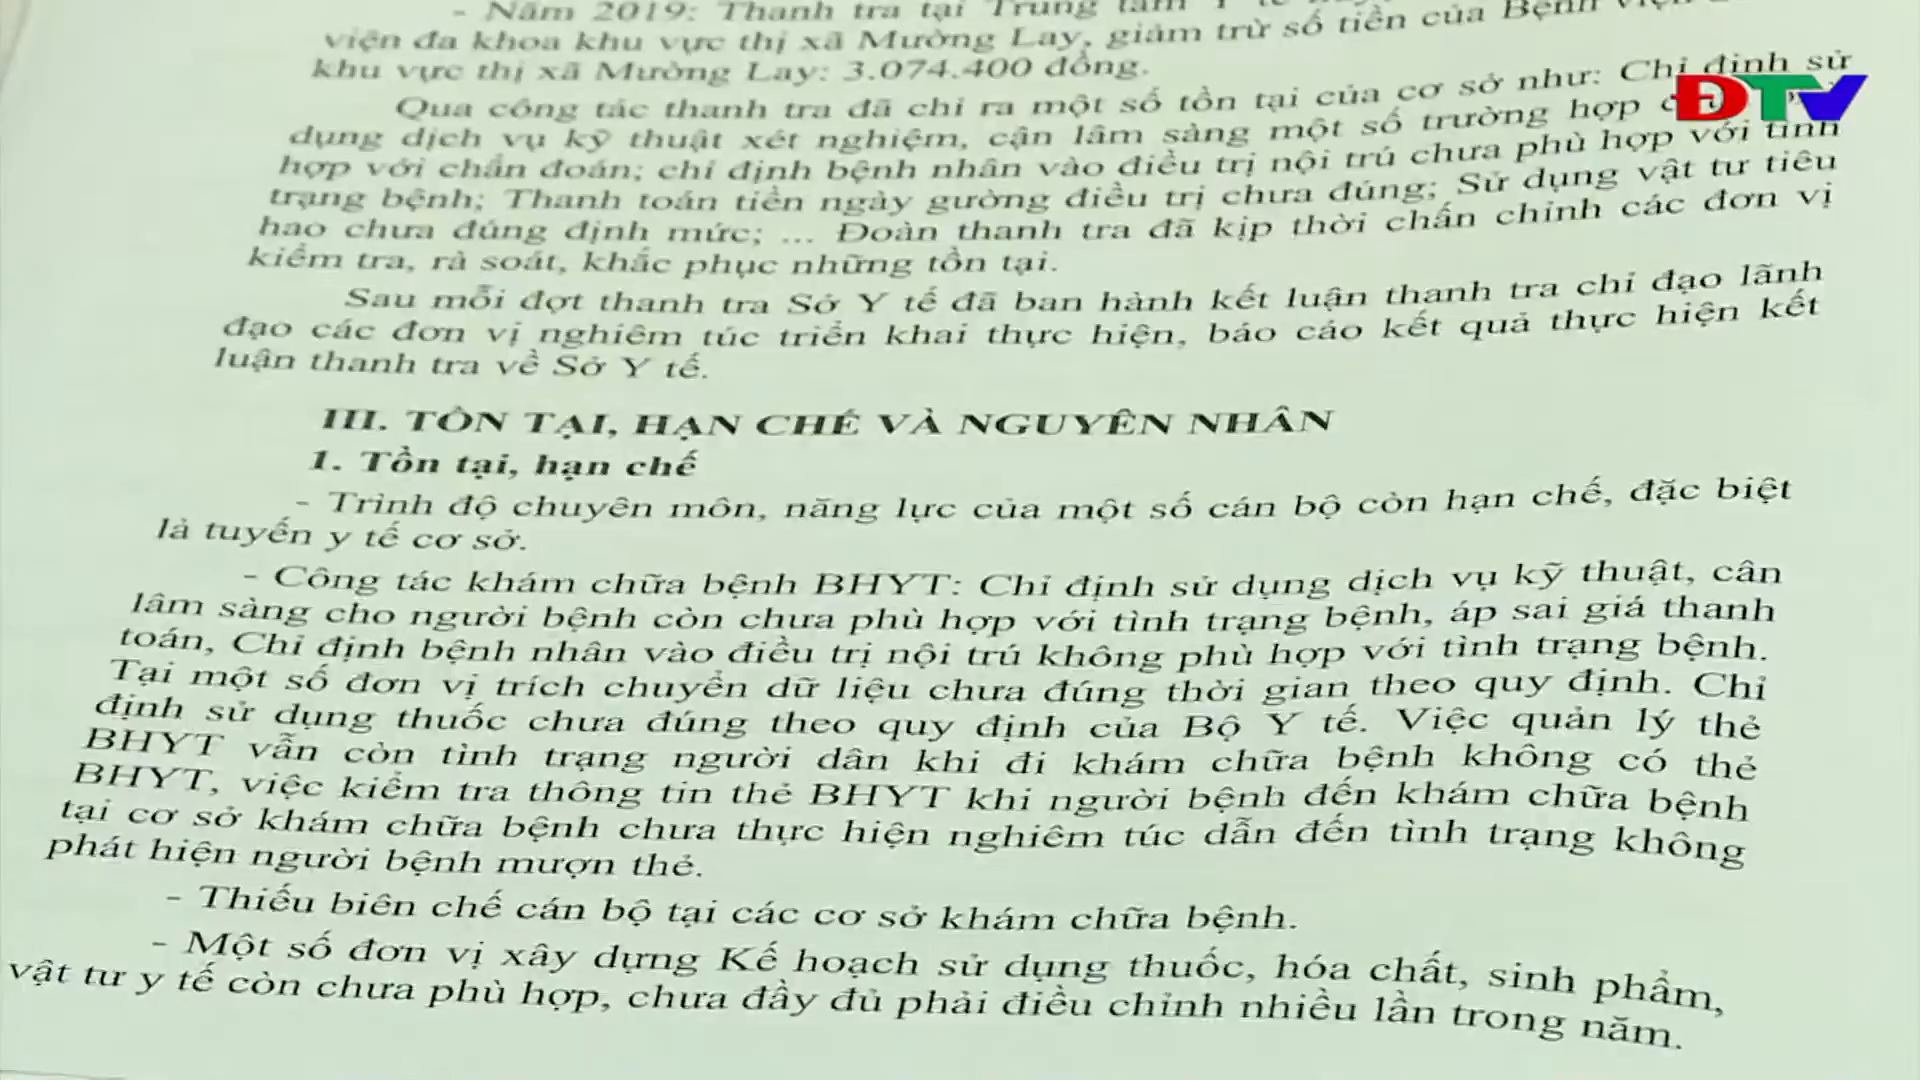 - Năm 2019: Thanh tra tại Trung tâm Y tế
viện đa khoa khu vực thị xã Mường Lay, giảm trừ số tiền của Bệnh viện
khu vực thị xã Mường Lay: 3.074.400 đồng.
Qua công tác thanh tra đã chỉ ra một số tồn tại của cơ sở như: Chỉ định sử
dụng dịch vụ kỹ thuật xét nghiệm, cận lâm sàng một số trường hợp
hợp với chẩn đoán; chỉ định bệnh nhân vào điều trị nội trú chưa phù hợp với tình
trạng bệnh; Thanh toán tiền ngày gường điều trị chưa đúng; Sử dụng vật tư tiêu
hao chưa đúng định mức; ... Đoàn thanh tra đã kịp thời chấn chỉnh các đơn vị
kiểm tra, rà soát, khắc phục những tồn tại.
Sau mỗi đợt thanh tra Sở Y tế đã ban hành kết luận thanh tra chỉ đạo lãnh
đạo các đơn vị nghiêm túc triển khai thực hiện, báo cáo kết quả thực hiện kết
luận thanh tra về Sở Y tế.
III. TỒN TẠI, HẠN CHẾ VÀ NGUYÊN NHÂN
1. Tồn tại, hạn chế
- Trình độ chuyên môn, năng lực của một số cán bộ còn hạn chế, đặc biệt
là tuyến y tế cơ sở.
- Công tác khám chữa bệnh BHYT: Chỉ định sử dụng dịch vụ kỹ thuật, cận
lâm sàng cho người bệnh còn chưa phù hợp với tình trạng bệnh, áp sai giá thanh
toán, Chỉ định bệnh nhân vào điều trị nội trú không phù hợp với tình trạng bệnh.
Tại một số đơn vị trích chuyển dữ liệu chưa đúng thời gian theo quy định. Chỉ
định sử dụng thuốc chưa đúng theo quy định của Bộ Y tế. Việc quản lý thẻ
BHYT vẫn còn tình trạng người dân khi đi khám chữa bệnh không có thẻ
BHYT, việc kiểm tra thông tin thẻ BHYT khi người bệnh đến khám chữa bệnh
tại cơ sở khám chữa bệnh chưa thực hiện nghiêm túc dẫn đến tình trạng không
phát hiện người bệnh mượn thẻ.
- Thiếu biên chế cán bộ tại các cơ sở khám chữa bệnh.
- Một số đơn vị xây dựng Kế hoạch sử dụng thuốc, hóa chất, sinh phẩm,
vật tư y tế còn chưa phù hợp, chưa đầy đủ phải điều chỉnh nhiều lần trong năm.
ĐTV